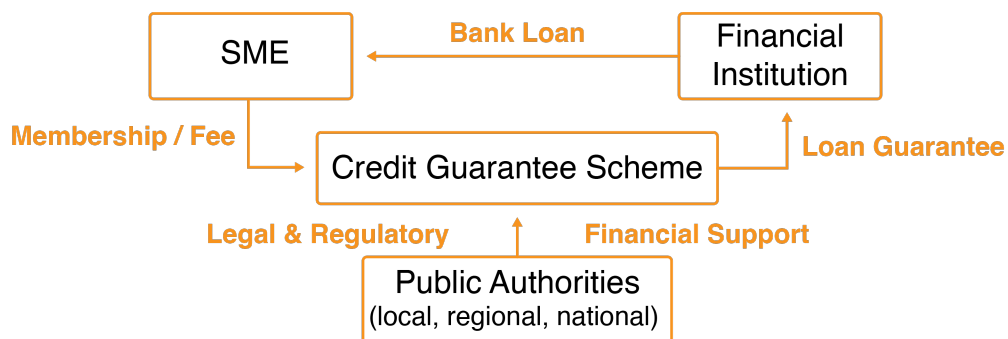 SME
Bank Loan
Financial
Institution
Membership / Fee
Credit Guarantee Scheme
Loan Guarantee
Legal & Regulatory
Financial Support
Public Authorities
(local, regional, national)